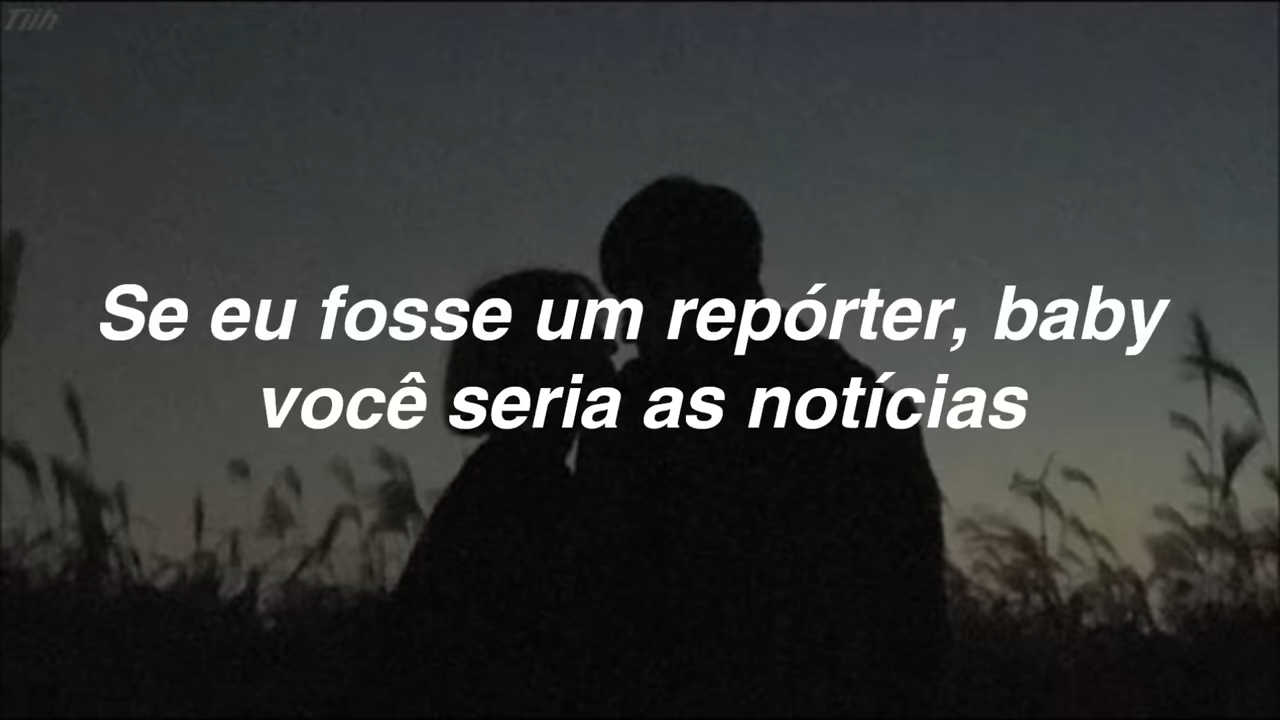 Tiih
Se eu fosse um repórter, baby
você seria as notícias